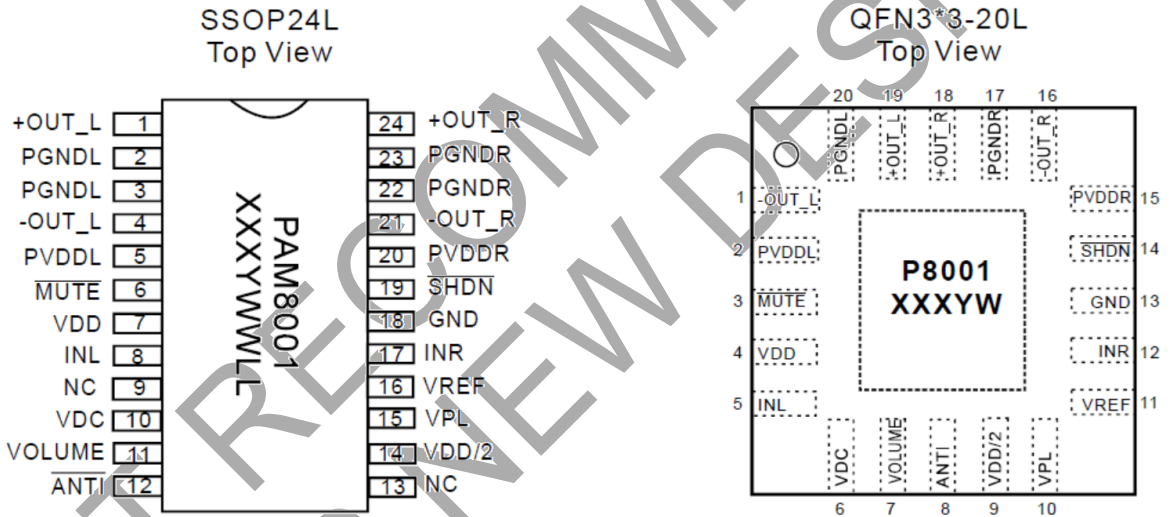 SSOP24L
Top View
+OUT_L 1
PGNDL 2
PGNDL 3
-OUT_L 4
PVDDL 5
MUTE 6
VDD 7
INL 8
NC 9
VDC 10
VOLUME 11
ANTI 12
PAM8001
XXXYWWLL
24 +OUT_R
23 PGNDR
22 PGNDR
21 -OUT_R
20 PVDDR
19 SHDN
18 GND
17 INR
16 VREF
15 VPL
14 VDD/2
13 NC
QFN3*3-20L
Top View
20 19 18 17 16
PGNDL
+OUT_L
+OUT_R
PGNDR
-OUT_R
1 -OUT_L
2 PVDDL
3 MUTE
4 VDD
5 INL
P8001
XXXYW
PVDDR 15
SHDN 14
GND 13
INR 12
VREF 11
VDC
VOLUME
ANTI
VDD/2
VPL
6 7 8 9 10